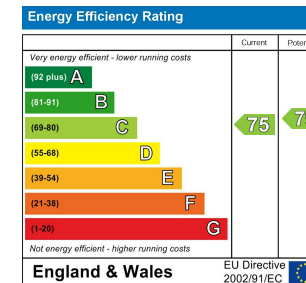 Energy Efficiency Rating
Current
Very energy efficient - lower running costs
(92 plus) A
(81-91) B
(69-80) C
75
(55-68) D
(39-54) E
(21-38) F
(1-20) G
Not energy efficient - higher running costs
England & Wales
EU Directive
2002/91/EC